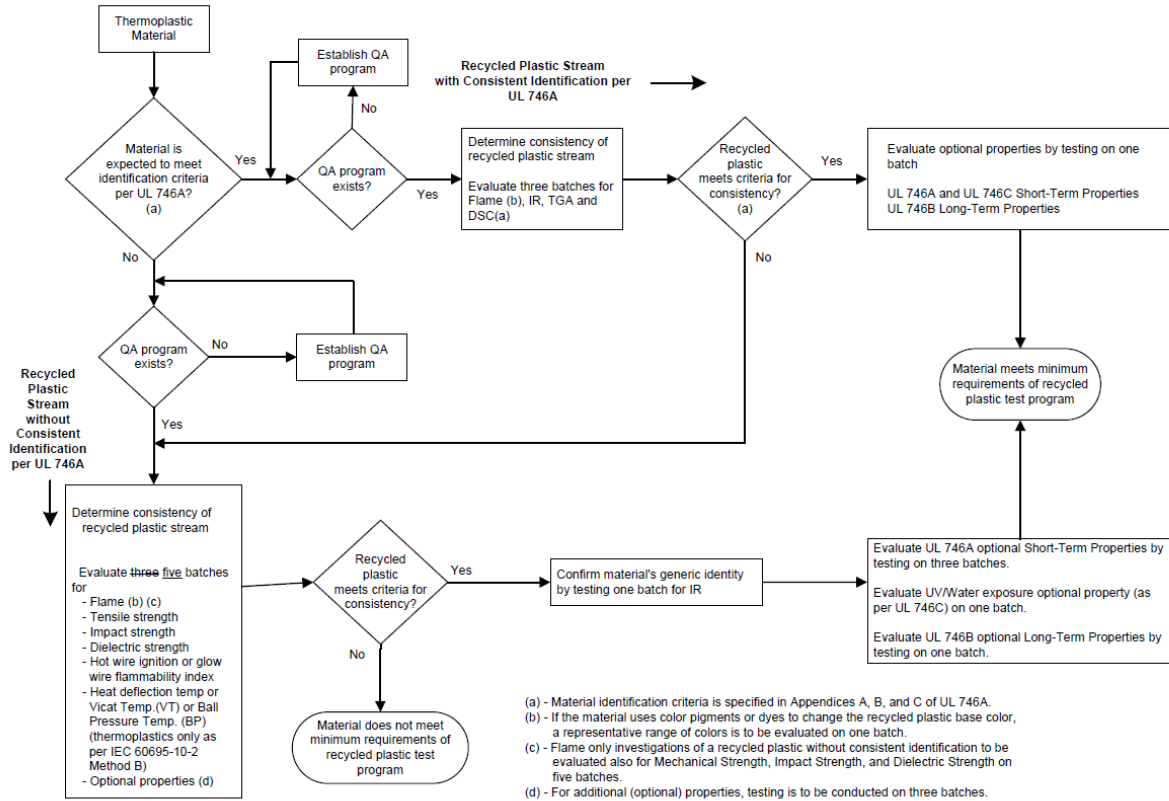 Thermoplastic
Material
Establish QA
program
Recycled Plastic Stream
with Consistent Identification per
UL 746A
No
Material is
expected to meet
identification criteria
per UL 746A?
(a)
Yes
QA program
exists?
Yes
Determine consistency of
recycled plastic stream
Evaluate three batches for
Flame (b), IR, TGA and
DSC(a)
Recycled
plastic
meets criteria for
consistency?
(a)
Yes
Evaluate optional properties by testing on one
batch
UL 746A and UL 746C Short-Term Properties
UL 746B Long-Term Properties
No
No
QA program
exists?
No
Establish QA
program
Material meets minimum
requirements of recycled
plastic test program
Recycled
Plastic
Stream
without
Consistent
Identification
per UL 746A
Yes
Determine consistency of
recycled plastic stream
Evaluate three five batches
for
- Flame (b) (c)
- Tensile strength
- Impact strength
- Dielectric strength
- Hot wire ignition or glow
wire flammability index
- Heat deflection temp or
Vicat Temp.(VT) or Ball
Pressure Temp. (BP)
(thermoplastics only as
per IEC 60695-10-2
Method B)
- Optional properties (d)
Recycled
plastic
meets criteria for
consistency?
Yes
Confirm material's generic identity
by testing one batch for IR
Evaluate UL 746A optional Short-Term Properties by
testing on three batches.
Evaluate UV/Water exposure optional property (as
per UL 746C) on one batch.
Evaluate UL 746B optional Long-Term Properties by
testing on one batch.
No
Material does not meet
minimum requirements of
recycled plastic test
program
(a) - Material identification criteria is specified in Appendices A, B, and C of UL 746A.
(b) - If the material uses color pigments or dyes to change the recycled plastic base color,
a representative range of colors is to be evaluated on one batch.
(c) - Flame only investigations of a recycled plastic without consistent identification to be
evaluated also for Mechanical Strength, Impact Strength, and Dielectric Strength on
five batches.
(d) - For additional (optional) properties, testing is to be conducted on three batches.